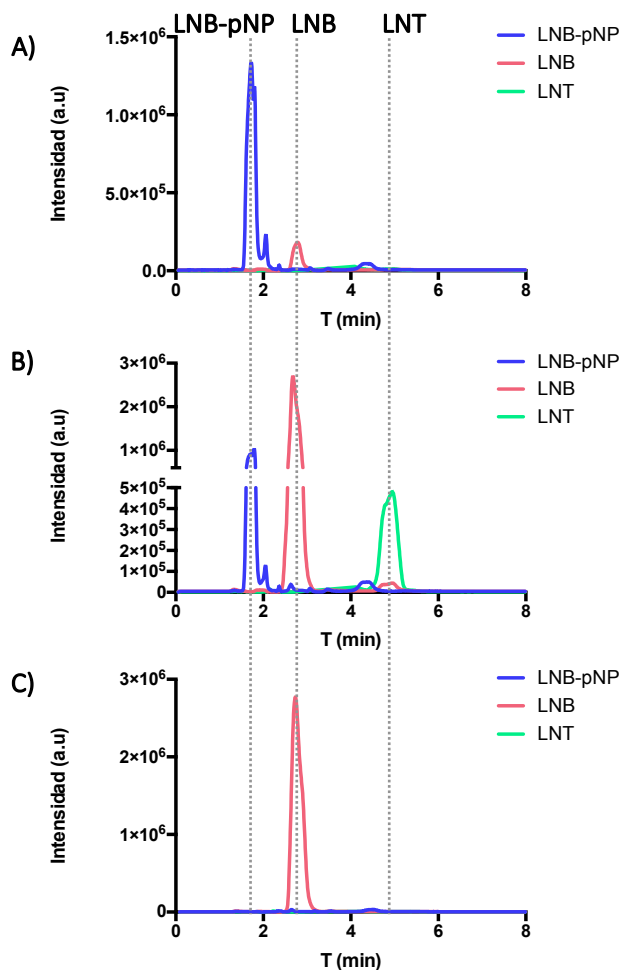 LNB-pNP LNB LNT
A)
Intensidad (a.u)
1.5×10⁶
1.0×10⁶
5.0×10⁵
0.0
0 2 4 6 8
T (min)
LNB-pNP
LNB
LNT
B)
Intensidad (a.u)
3×10⁶
2×10⁶
1×10⁶
5×10⁵
4×10⁵
3×10⁵
2×10⁵
1×10⁵
0
0 2 4 6 8
T (min)
LNB-pNP
LNB
LNT
C)
Intensidad (a.u)
3×10⁶
2×10⁶
1×10⁶
0
0 2 4 6 8
T (min)
LNB-pNP
LNB
LNT